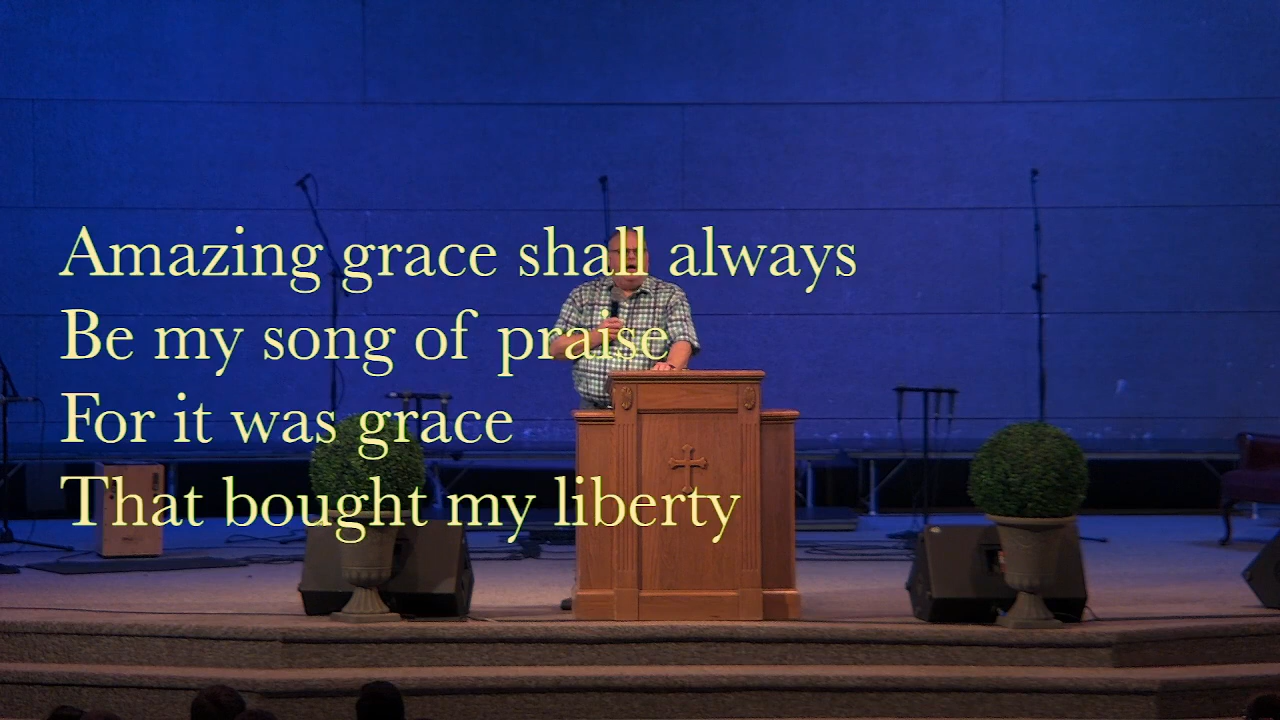 Amazing grace shall always
Be my song of praise
For it was grace
That bought my liberty